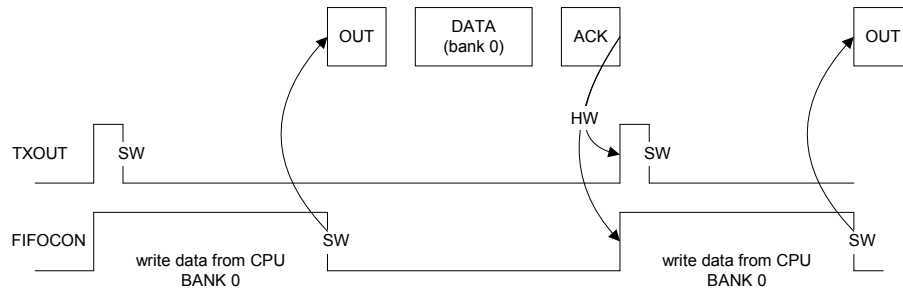 OUT
DATA
(bank 0)
ACK
OUT
HW
TXOUT
SW
SW
FIFOCON
SW
SW
write data from CPU
BANK 0
write data from CPU
BANK 0